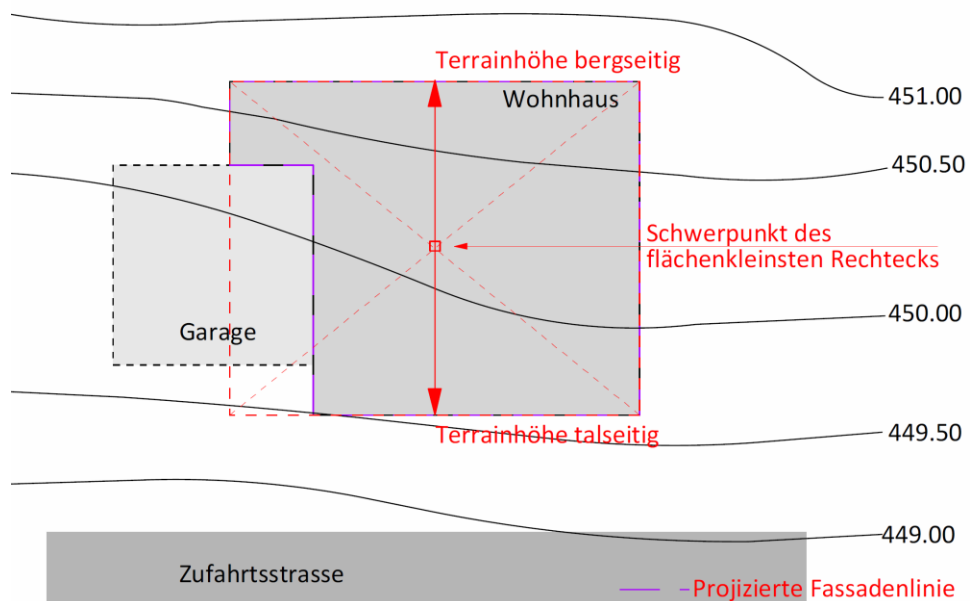 Terrainhöhe bergseitig
Wohnhaus
451.00
450.50
Schwerpunkt des
flächenkleinsten Rechtecks
450.00
Garage
Terrainhöhe talseitig
449.50
449.00
Zufahrtsstrasse
Projizierte Fassadenlinie